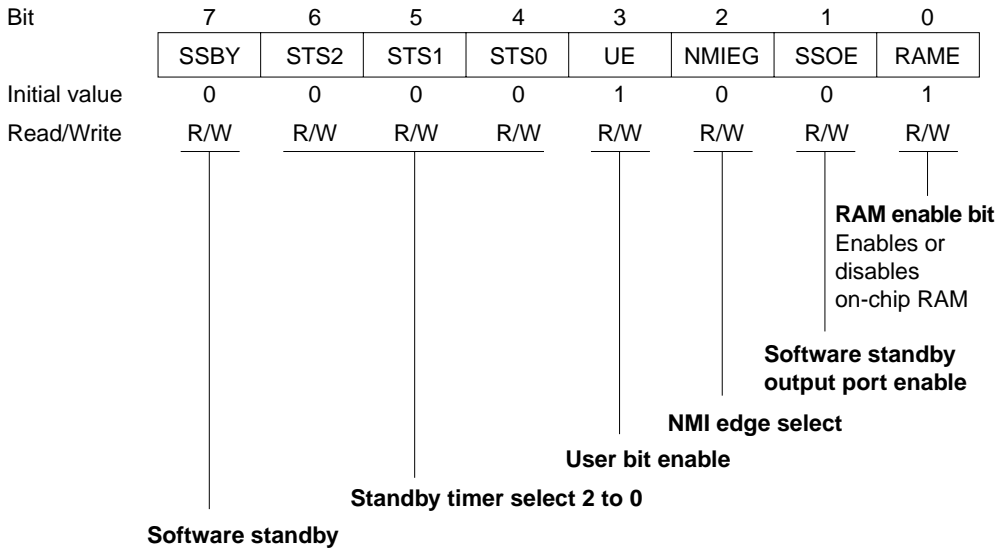 Bit 7 6 5 4 3 2 1 0
SSBY STS2 STS1 STS0 UE NMIEG SSOE RAME
Initial value 0 0 0 0 1 0 0 1
Read/Write R/W R/W R/W R/W R/W R/W R/W R/W
RAM enable bit
Enables or
disables
on-chip RAM
Software standby
output port enable
NMI edge select
User bit enable
Standby timer select 2 to 0
Software standby